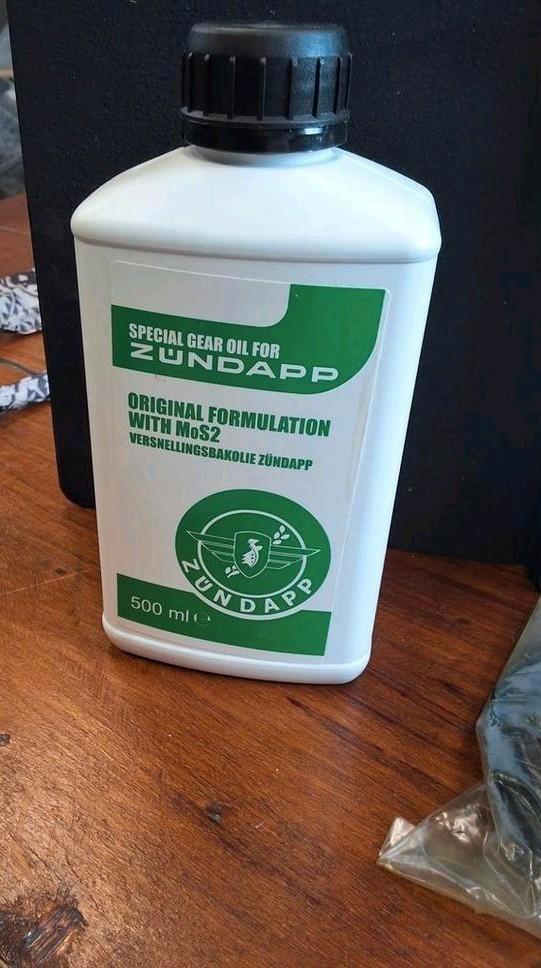 SPECIAL GEAR OIL FOR
ZÜNDAPP
ORIGINAL FORMULATION
WITH MoS2
VERSNELLINGSBAKOLIE ZÜNDAPP
ZÜNDAPP
500 ml ℮